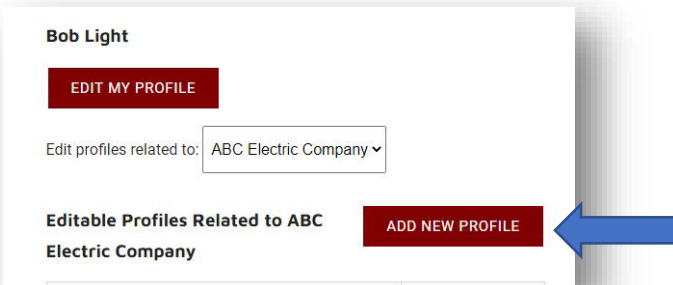 Bob Light
EDIT MY PROFILE
Edit profiles related to: ABC Electric Company
Editable Profiles Related to ABC
Electric Company
ADD NEW PROFILE